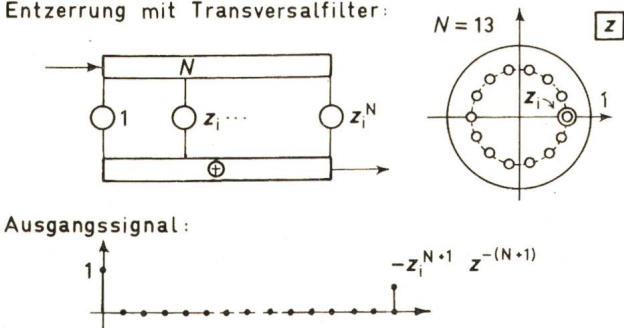 Entzerrung mit Transversalfilter:
N = 13
z
N
1 z_i ... z_i^N
z_i
1
Ausgangssignal:
1
-z_i^{N+1} z^{-(N+1)}